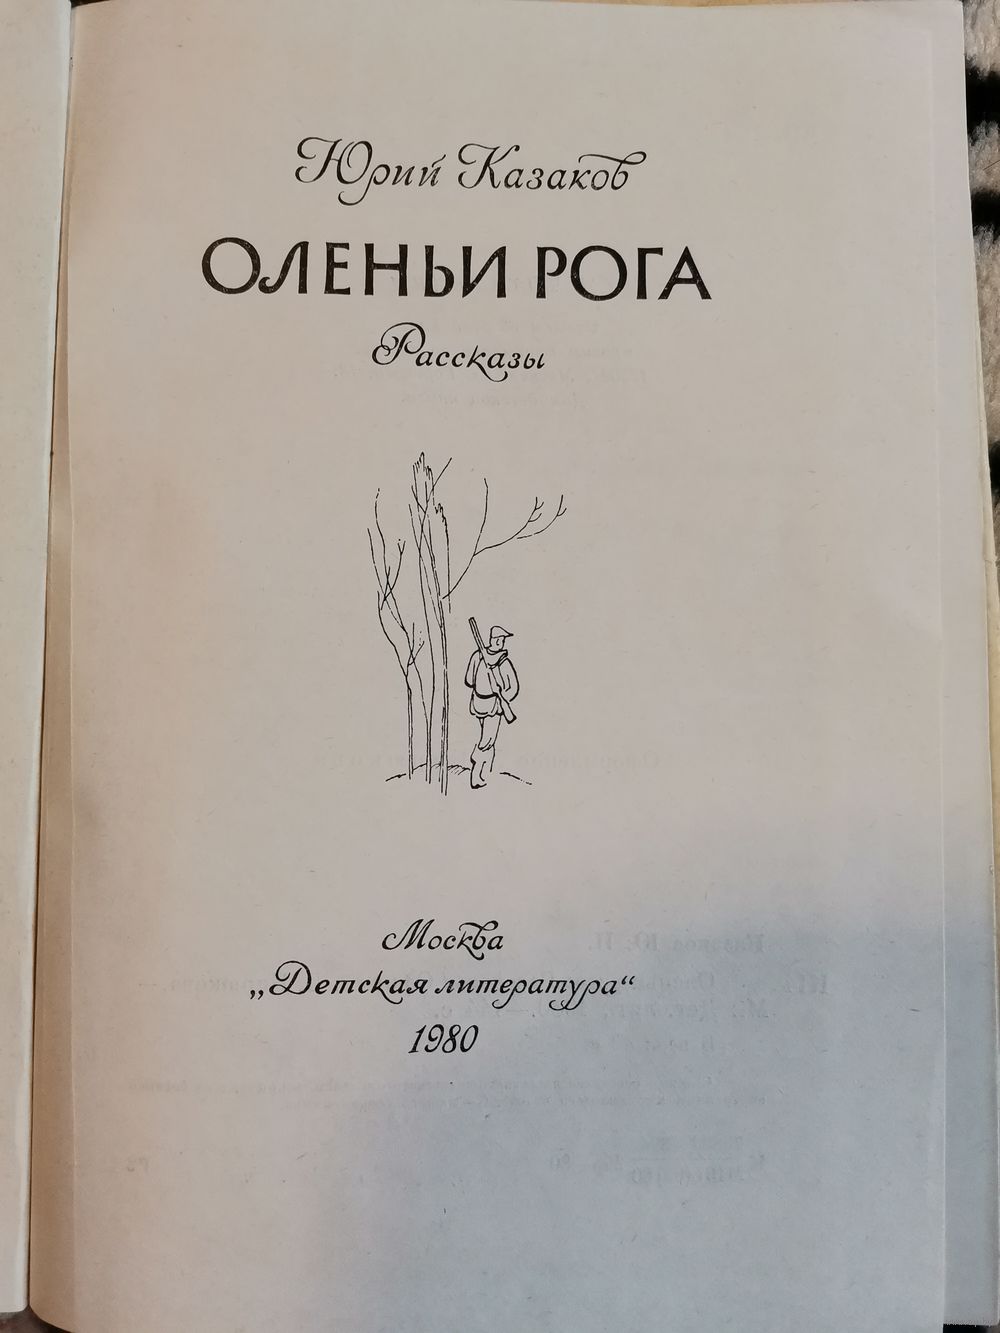 Юрий Казаков
ОЛЕНЬИ РОГА
Рассказы
Москва
„Детская литература“
1980